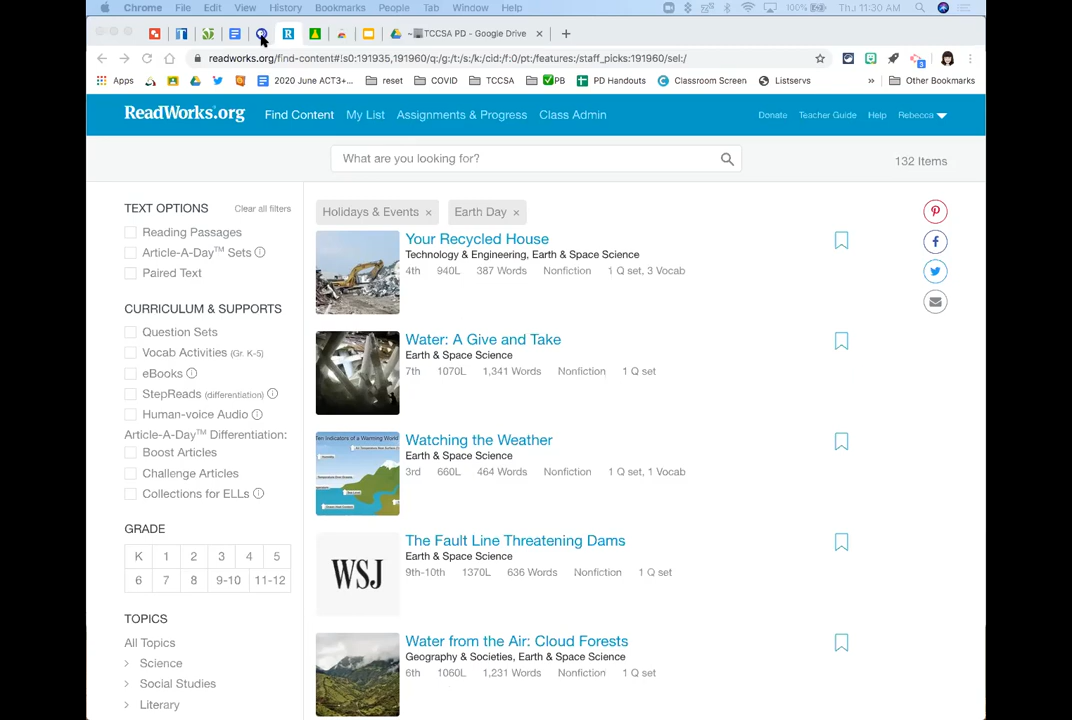 Chrome File Edit View History Bookmarks People Tab Window Help 100% Thu 11:30 AM
TCCSA PD - Google Drive × +
readworks.org/find-content#!s0:191935,191960/q:/g:/t:/s:/k:/cid:/f:0/pt:/features:/staff_picks:191960/sel:/
Apps 2020 June ACT3+... reset COVID TCCSA PB PD Handouts Classroom Screen Listservs » Other Bookmarks
ReadWorks.org Find Content My List Assignments & Progress Class Admin Donate Teacher Guide Help Rebecca
What are you looking for? 132 Items
TEXT OPTIONS Clear all filters
Reading Passages
Article-A-Day™ Sets
Paired Text
CURRICULUM & SUPPORTS
Question Sets
Vocab Activities (Gr. K-5)
eBooks
StepReads (differentiation)
Human-voice Audio
Article-A-Day™ Differentiation:
Boost Articles
Challenge Articles
Collections for ELLs
GRADE
K 1 2 3 4 5
6 7 8 9-10 11-12
TOPICS
All Topics
Science
Social Studies
Literary
Holidays & Events × Earth Day ×
Your Recycled House
Technology & Engineering, Earth & Space Science
4th 940L 387 Words Nonfiction 1 Q set, 3 Vocab
Water: A Give and Take
Earth & Space Science
7th 1070L 1,341 Words Nonfiction 1 Q set
Watching the Weather
Earth & Space Science
3rd 660L 464 Words Nonfiction 1 Q set, 1 Vocab
The Fault Line Threatening Dams
Earth & Space Science
9th-10th 1370L 636 Words Nonfiction 1 Q set
WSJ
Water from the Air: Cloud Forests
Geography & Societies, Earth & Space Science
6th 1060L 1,231 Words Nonfiction 1 Q set